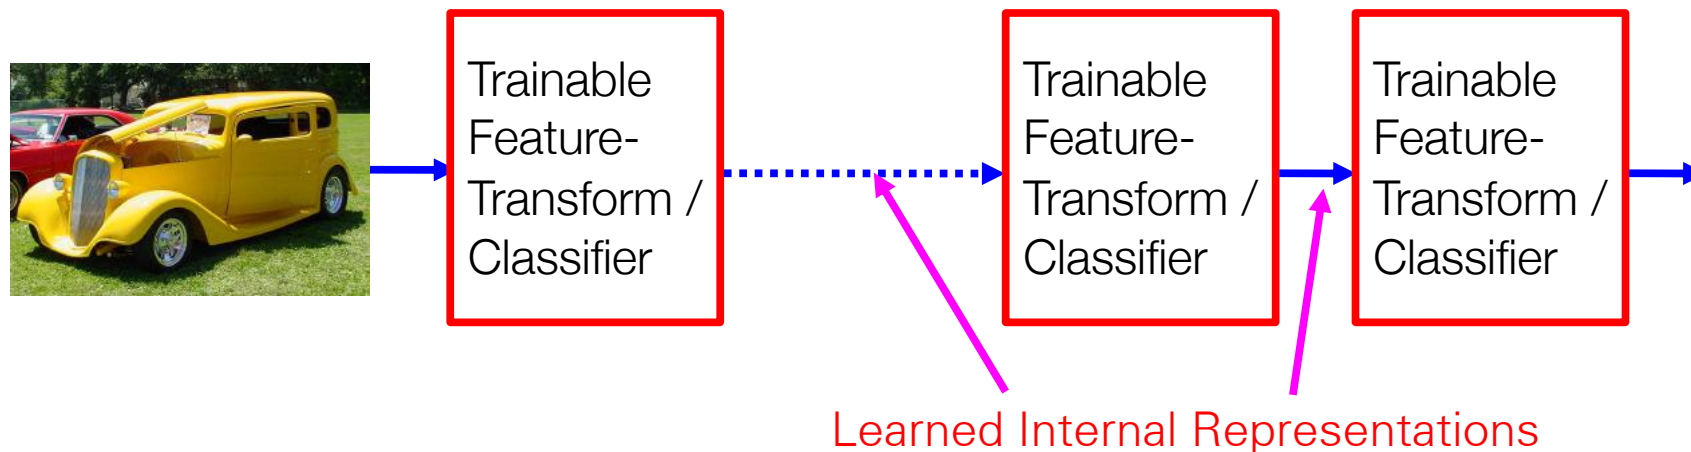 Trainable
Feature-
Transform /
Classifier
Trainable
Feature-
Transform /
Classifier
Trainable
Feature-
Transform /
Classifier
Learned Internal Representations